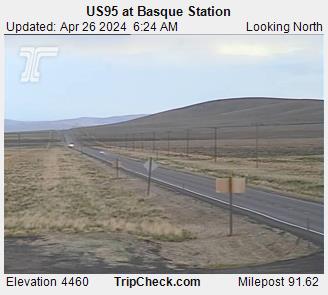 US95 at Basque Station
Updated: Apr 26 2024 6:24 AM Looking North
Elevation 4460 TripCheck.com Milepost 91.62